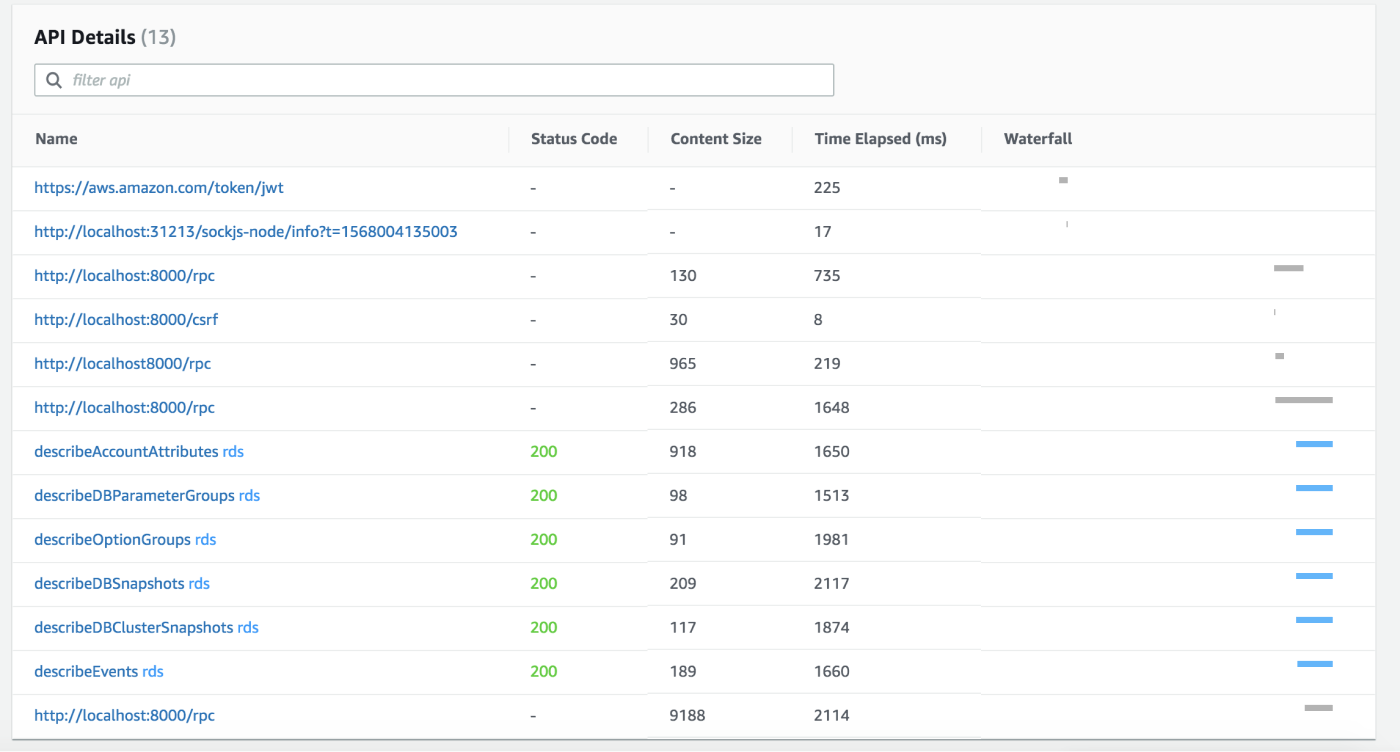 API Details (13)
filter api
Name Status Code Content Size Time Elapsed (ms) Waterfall
https://aws.amazon.com/token/jwt - - 225
http://localhost:31213/sockjs-node/info?t=1568004135003 - - 17
http://localhost:8000/rpc - 130 735
http://localhost:8000/csrf - 30 8
http://localhost8000/rpc - 965 219
http://localhost:8000/rpc - 286 1648
describeAccountAttributes rds 200 918 1650
describeDBParameterGroups rds 200 98 1513
describeOptionGroups rds 200 91 1981
describeDBSnapshots rds 200 209 2117
describeDBClusterSnapshots rds 200 117 1874
describeEvents rds 200 189 1660
http://localhost:8000/rpc - 9188 2114